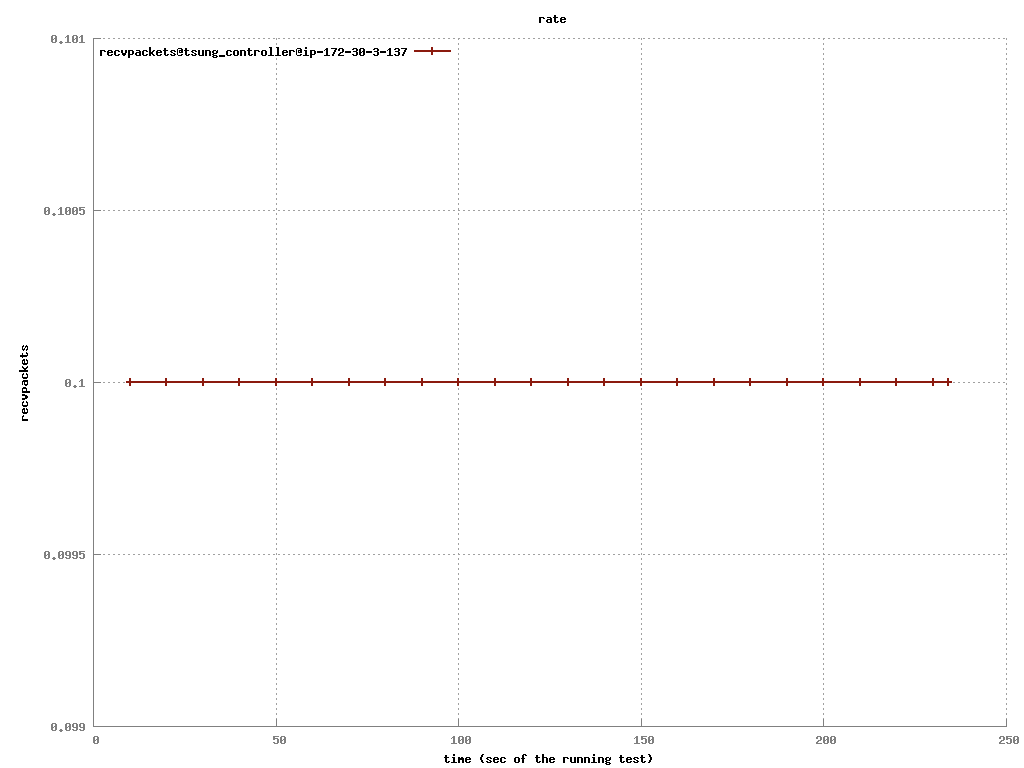 rate
0.101
recvpackets@tsung_controller@ip-172-30-3-137
0.1005
0.1
recvpackets
0.0995
0.099
0 50 100 150 200 250
time (sec of the running test)